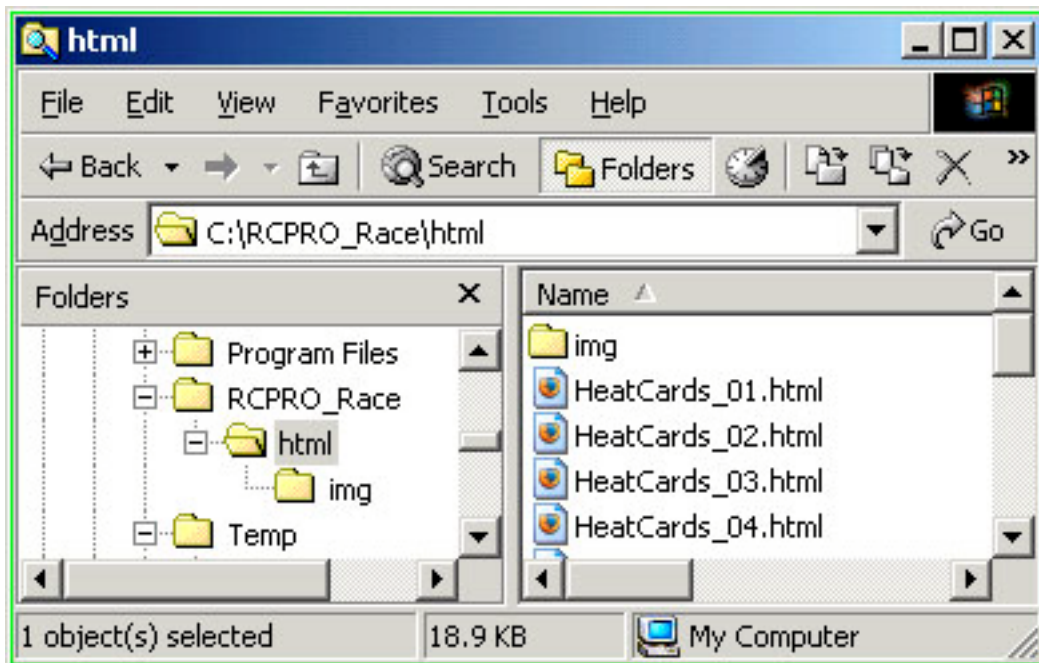 html
File Edit View Favorites Tools Help
Back Search Folders »
Address C:\RCPRO_Race\html Go
Folders
Program Files
RCPRO_Race
html
img
Temp
Name
img
HeatCards_01.html
HeatCards_02.html
HeatCards_03.html
HeatCards_04.html
1 object(s) selected 18.9 KB My Computer